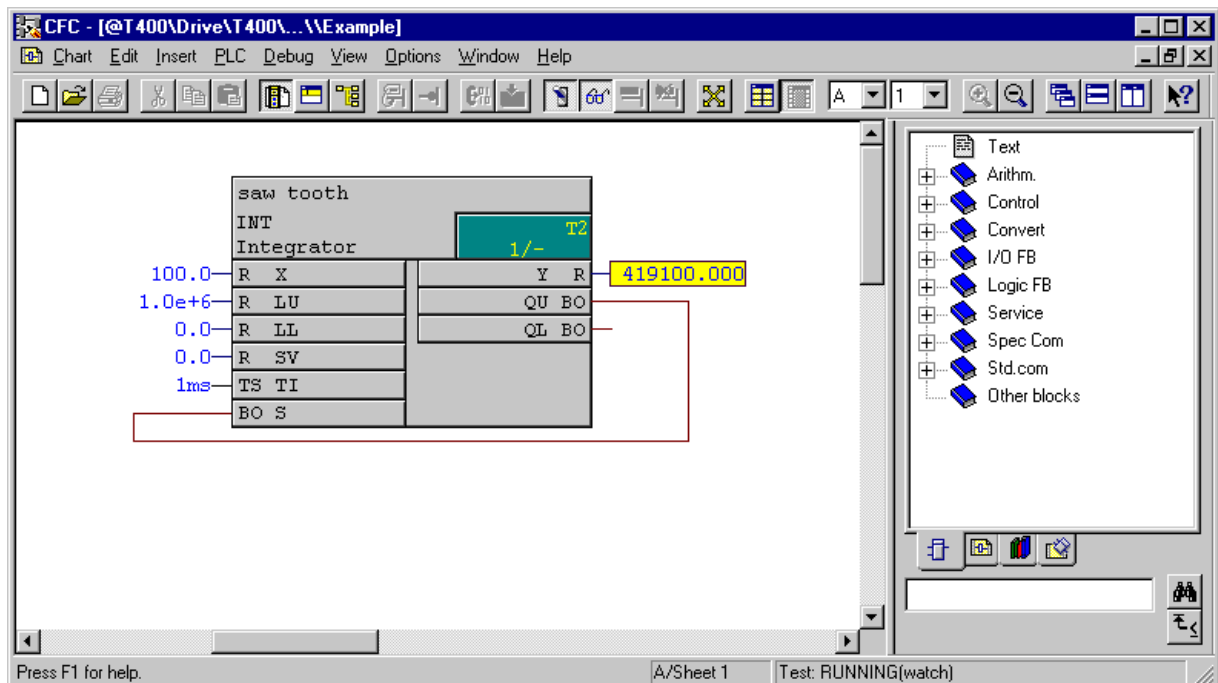 CFC - [@T400\Drive\T400\...\\Example]
Chart Edit Insert PLC Debug View Options Window Help
A 1
Text
Arithm.
Control
Convert
I/O FB
Logic FB
Service
Spec Com
Std.com
Other blocks
saw tooth
INT T2
Integrator 1/-
100.0 R X Y R 419100.000
1.0e+6 R LU QU BO
0.0 R LL QL BO
0.0 R SV
1ms TS TI
BO S
Press F1 for help. A/Sheet 1 Test: RUNNING(watch)